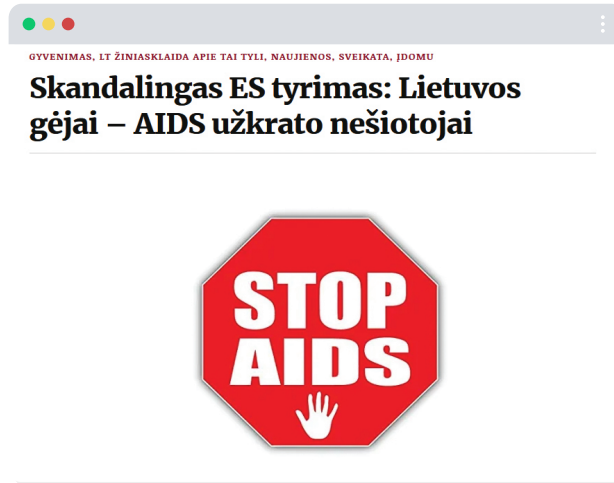 GYVENIMAS, LT ŽINIASKLAIDA APIE TAI TYLI, NAUJIENOS, SVEIKATA, ĮDOMU
Skandalingas ES tyrimas: Lietuvos
gėjai – AIDS užkrato nešiotojai
STOP
AIDS